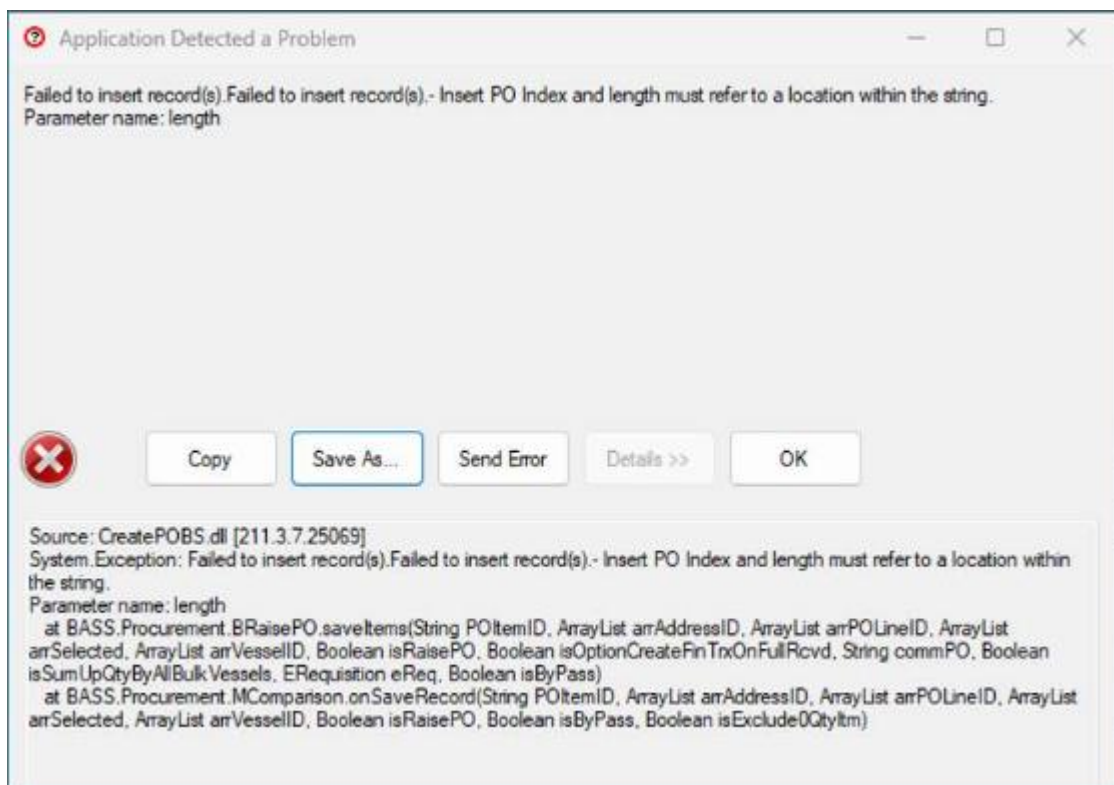 Application Detected a Problem
Failed to insert record(s).Failed to insert record(s).- Insert PO Index and length must refer to a location within the string.
Parameter name: length
Copy
Save As...
Send Error
Details >>
OK
Source: CreatePOBS.dll [211.3.7.25069]
System.Exception: Failed to insert record(s).Failed to insert record(s).- Insert PO Index and length must refer to a location within
the string.
Parameter name: length
at BASS.Procurement.BRaisePO.saveItems(String POItemID, ArrayList arrAddressID, ArrayList arrPOLineID, ArrayList
arrSelected, ArrayList arrVesselID, Boolean isRaisePO, Boolean isOptionCreateFinTrxOnFullRcvd, String commPO, Boolean
isSumUpQtyByAllBulkVessels, ERequisition eReq, Boolean isByPass)
at BASS.Procurement.MComparison.onSaveRecord(String POItemID, ArrayList arrAddressID, ArrayList arrPOLineID, ArrayList
arrSelected, ArrayList arrVesselID, Boolean isRaisePO, Boolean isByPass, Boolean isExclude0QtyItm)